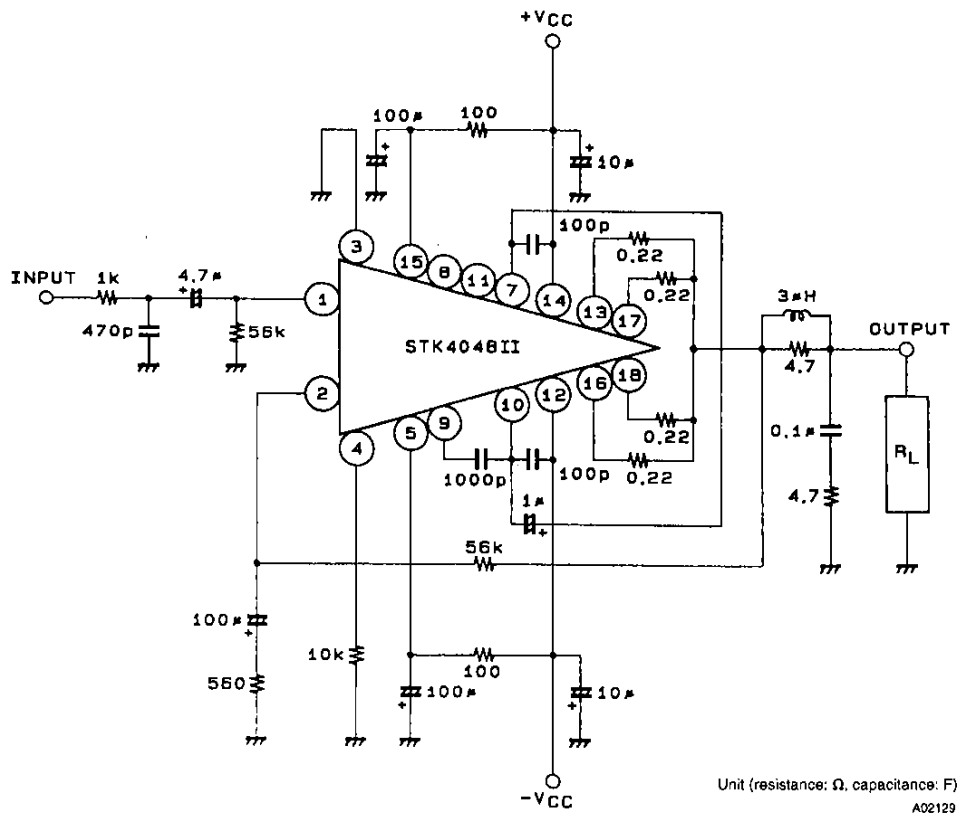 +VCC
100μ
100
10μ
3
15
8
11
7
100p
14
0.22
0.22
13
17
INPUT
1k
4.7μ
1
470p
56k
STK4048II
3μH
4.7
OUTPUT
2
4
5
9
10
12
16
18
1000p
100p
0.22
0.22
0.1μ
4.7
RL
1μ
56k
100μ
560
10k
100
100μ
10μ
-VCC
Unit (resistance: Ω, capacitance: F)
A02129